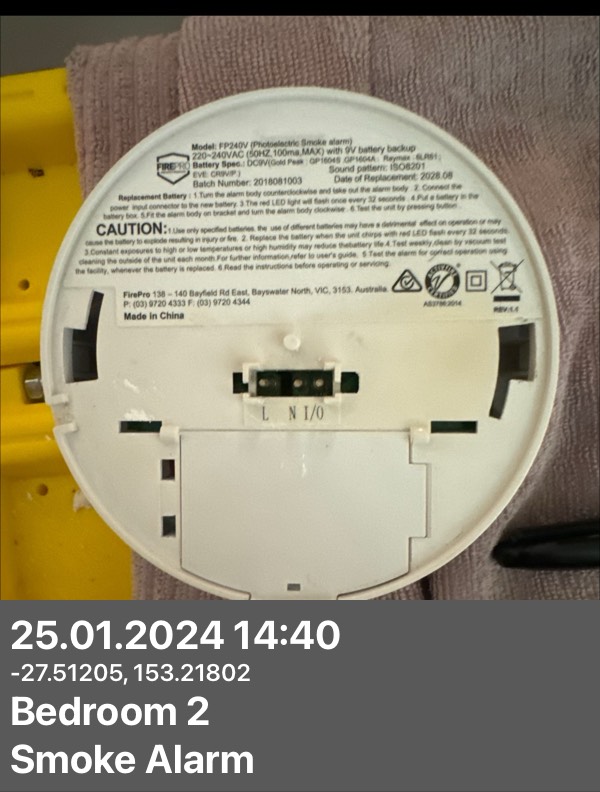 Model: FP240V (Photoelectric Smoke alarm)
220~240VAC (50HZ,100ma,MAX) with 9V battery backup
FIREPRO
Battery Spec.: DC9V(Gold Peak : GP1604S ,GP1604A ; Raymax : 6LR61;
EVE: CR9V/P )
Sound pattern: ISO8201
Batch Number: 2018081003
Date of Replacement: 2028.08
Replacement Battery : 1.Turn the alarm body counterclockwise and take out the alarm body 2. Connect the
power input connector to the new battery 3.The red LED light will flash once every 32 seconds 4.Put a battery in the
battery box. 5.Fit the alarm body on bracket and turn the alarm body clockwise . 6.Test the unit by pressing button .
CAUTION: 1.Use only specified batteries, the use of different batteries may have a detrimental effect on operation or may
cause the battery to explode resulting in injury or fire. 2. Replace the battery when the unit chirps with red LED flash every 32 seconds.
3.Constant exposures to high or low temperatures or high humidity may reduce thebattery life 4.Test weekly,clean by vacuum
cleaning the outside of the unit each month.For further information,refer to user's guide. 5 Test the alarm for correct operation using
the facility, whenever the battery is replaced. 6.Read the instructions before operating or servicing.
FirePro 138 – 140 Bayfield Rd East, Bayswater North, VIC, 3153. Australia.
P: (03) 9720 4333 F: (03) 9720 4344
AS3786:2014
Made in China
L N I/O
25.01.2024 14:40
-27.51205, 153.21802
Bedroom 2
Smoke Alarm